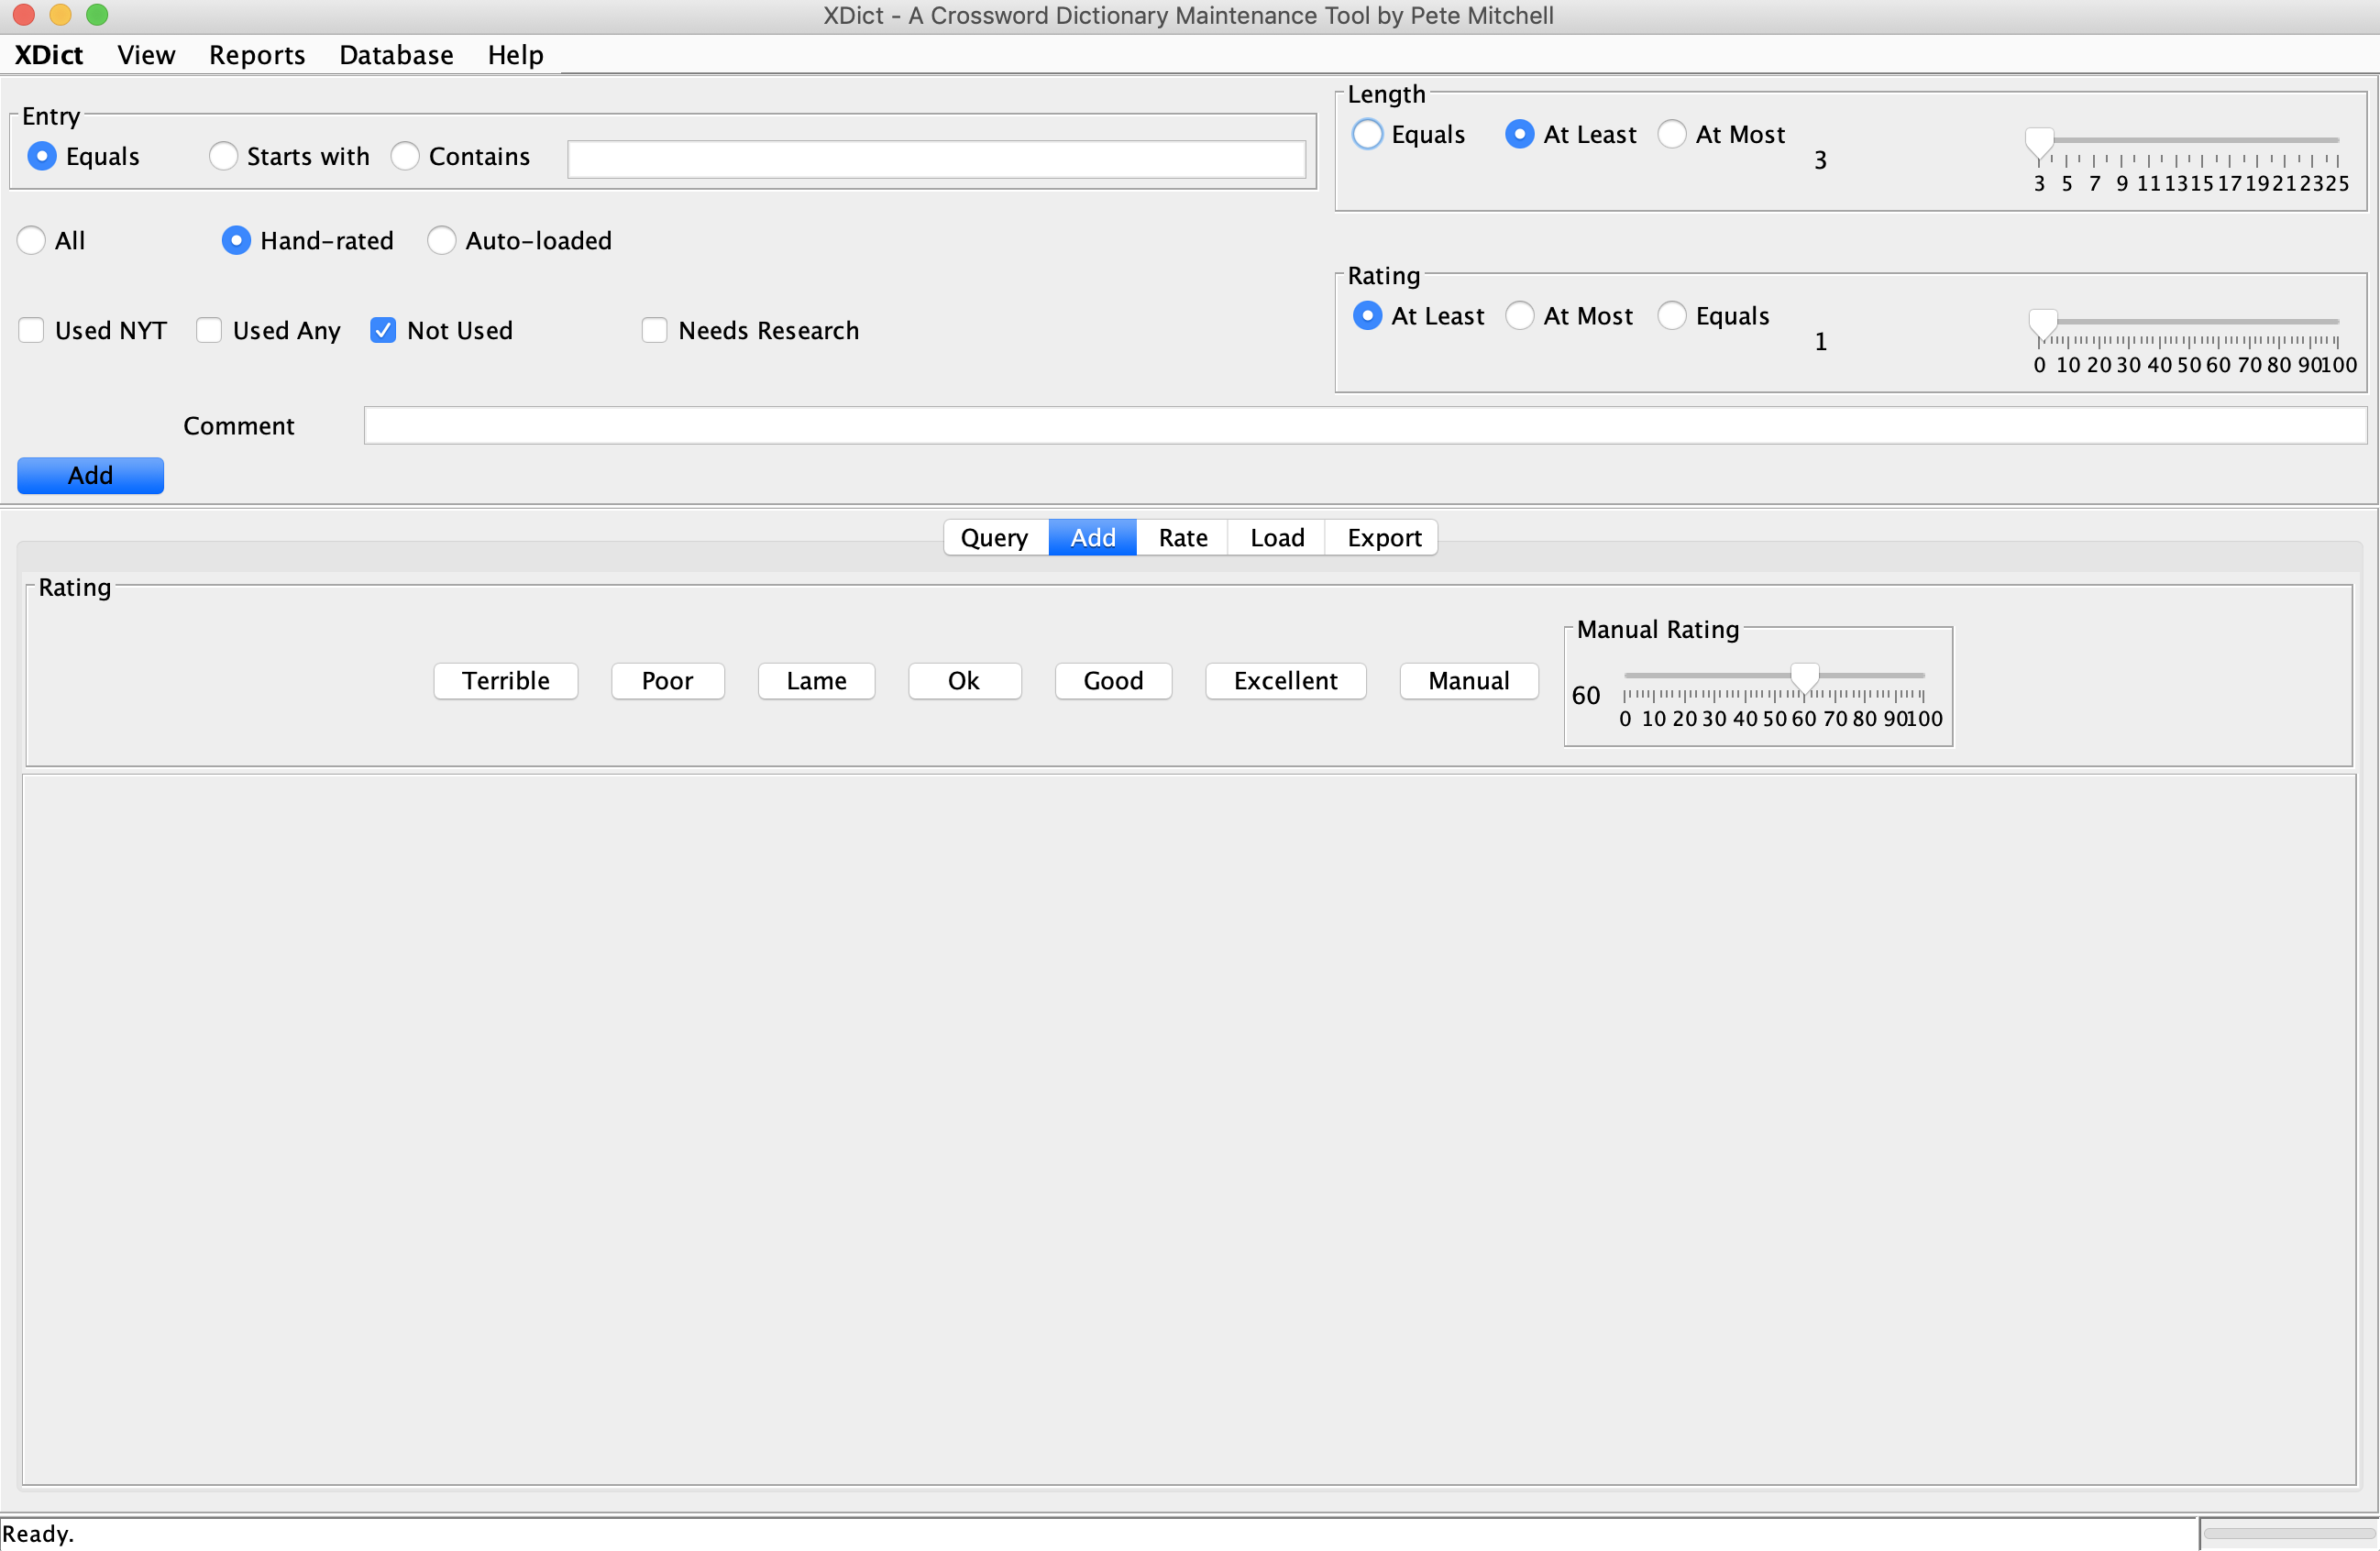 XDict - A Crossword Dictionary Maintenance Tool by Pete Mitchell
XDict View Reports Database Help
Entry
Equals Starts with Contains
Length
Equals At Least At Most
3
3 5 7 9 11 13 15 17 19 21 23 25
All Hand-rated Auto-loaded
Rating
At Least At Most Equals
1
0 10 20 30 40 50 60 70 80 90 100
Used NYT Used Any Not Used Needs Research
Comment
Add
Query Add Rate Load Export
Rating
Terrible Poor Lame Ok Good Excellent Manual
Manual Rating
60
0 10 20 30 40 50 60 70 80 90 100
Ready.